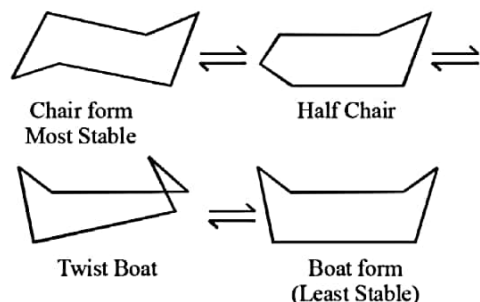 Chair form
Most Stable
Half Chair
Twist Boat
Boat form
(Least Stable)